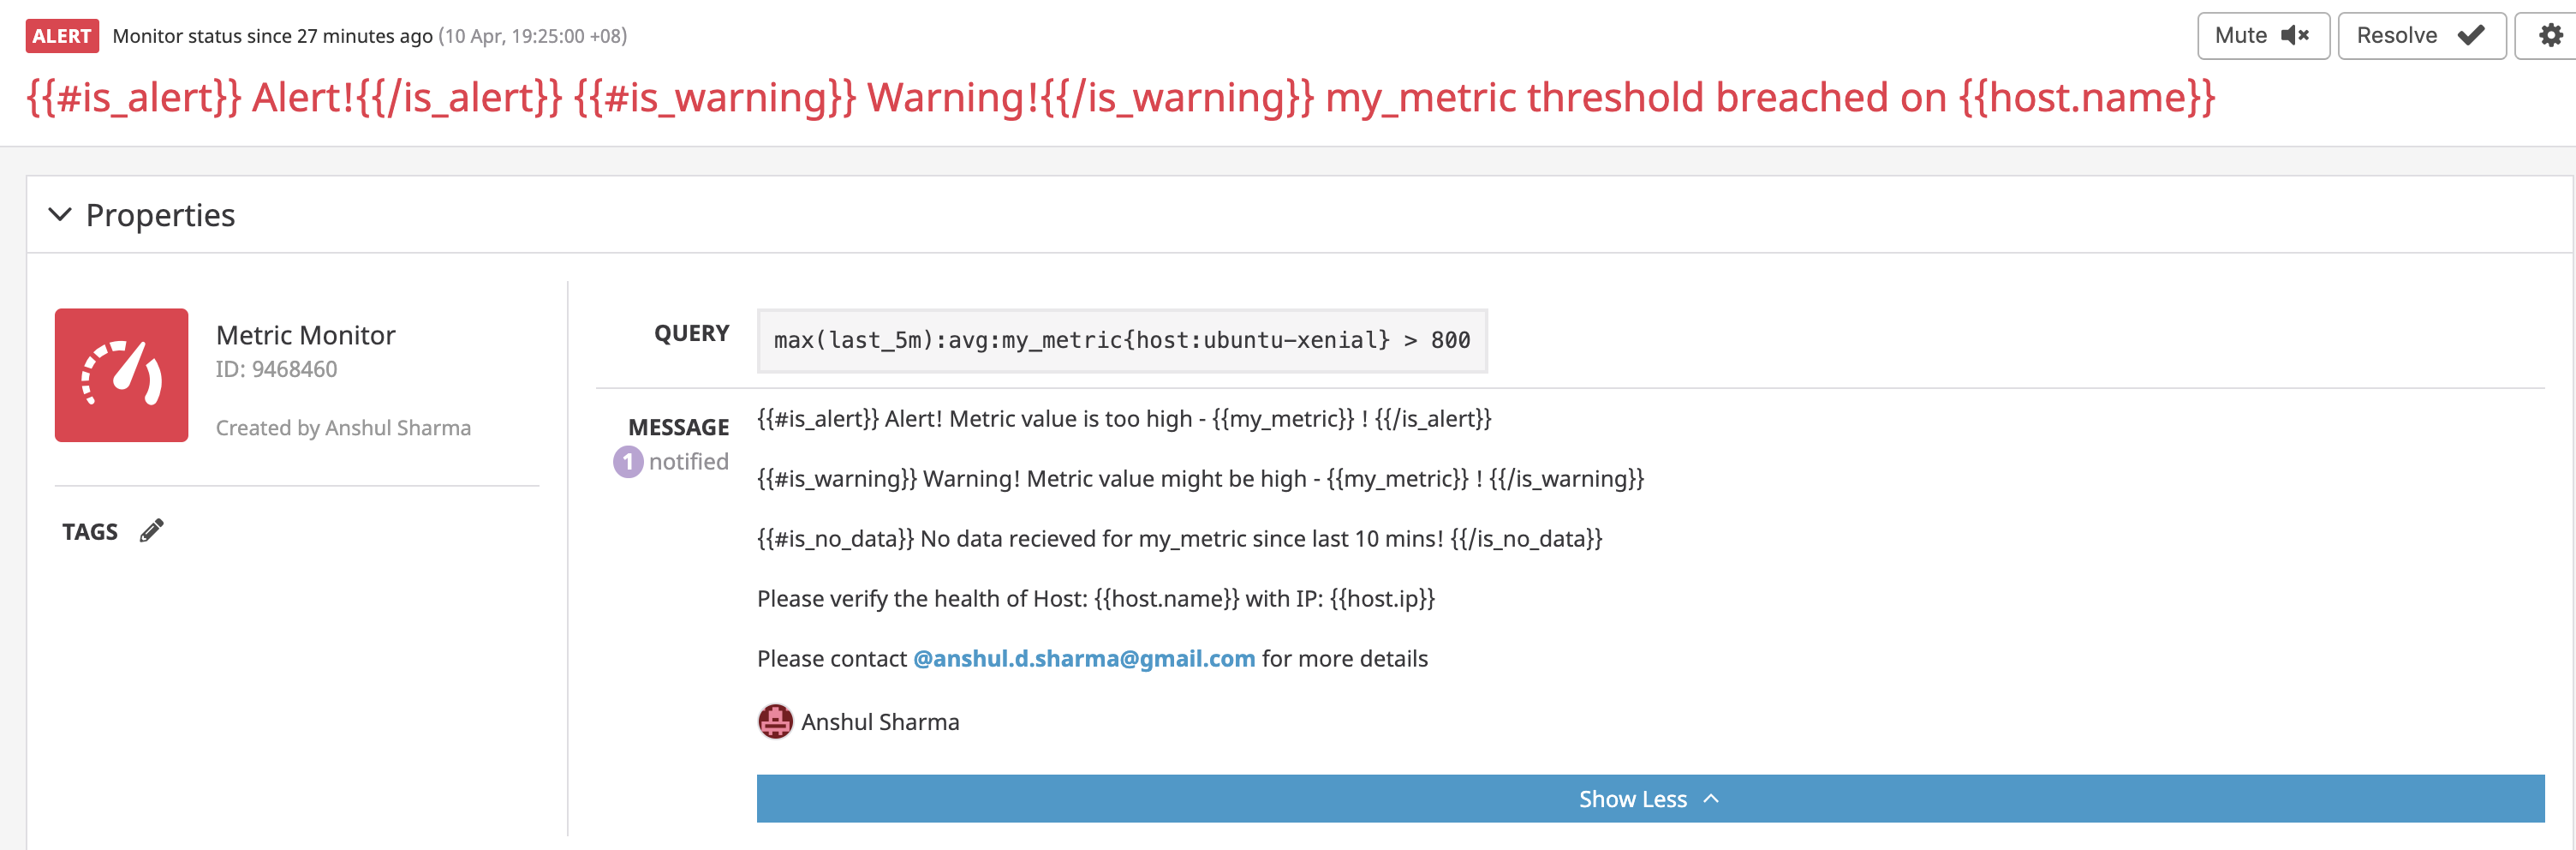 ALERT Monitor status since 27 minutes ago (10 Apr, 19:25:00 +08)
Mute
Resolve
{{#is_alert}} Alert!{{/is_alert}} {{#is_warning}} Warning!{{/is_warning}} my_metric threshold breached on {{host.name}}
Properties
Metric Monitor
ID: 9468460
Created by Anshul Sharma
TAGS
QUERY
max(last_5m):avg:my_metric{host:ubuntu-xenial} > 800
MESSAGE
1 notified
{{#is_alert}} Alert! Metric value is too high - {{my_metric}} ! {{/is_alert}}
{{#is_warning}} Warning! Metric value might be high - {{my_metric}} ! {{/is_warning}}
{{#is_no_data}} No data recieved for my_metric since last 10 mins! {{/is_no_data}}
Please verify the health of Host: {{host.name}} with IP: {{host.ip}}
Please contact @anshul.d.sharma@gmail.com for more details
Anshul Sharma
Show Less